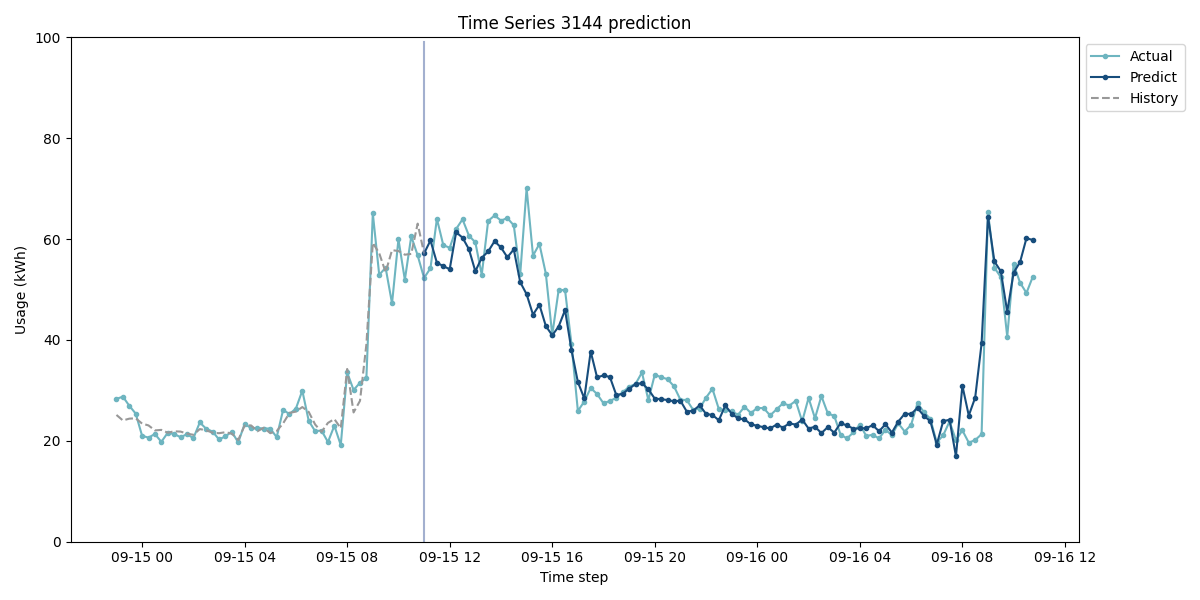 Time Series 3144 prediction
100
80
60
40
20
0
Usage (kWh)
09-15 00 09-15 04 09-15 08 09-15 12 09-15 16 09-15 20 09-16 00 09-16 04 09-16 08 09-16 12
Time step
Actual
Predict
History